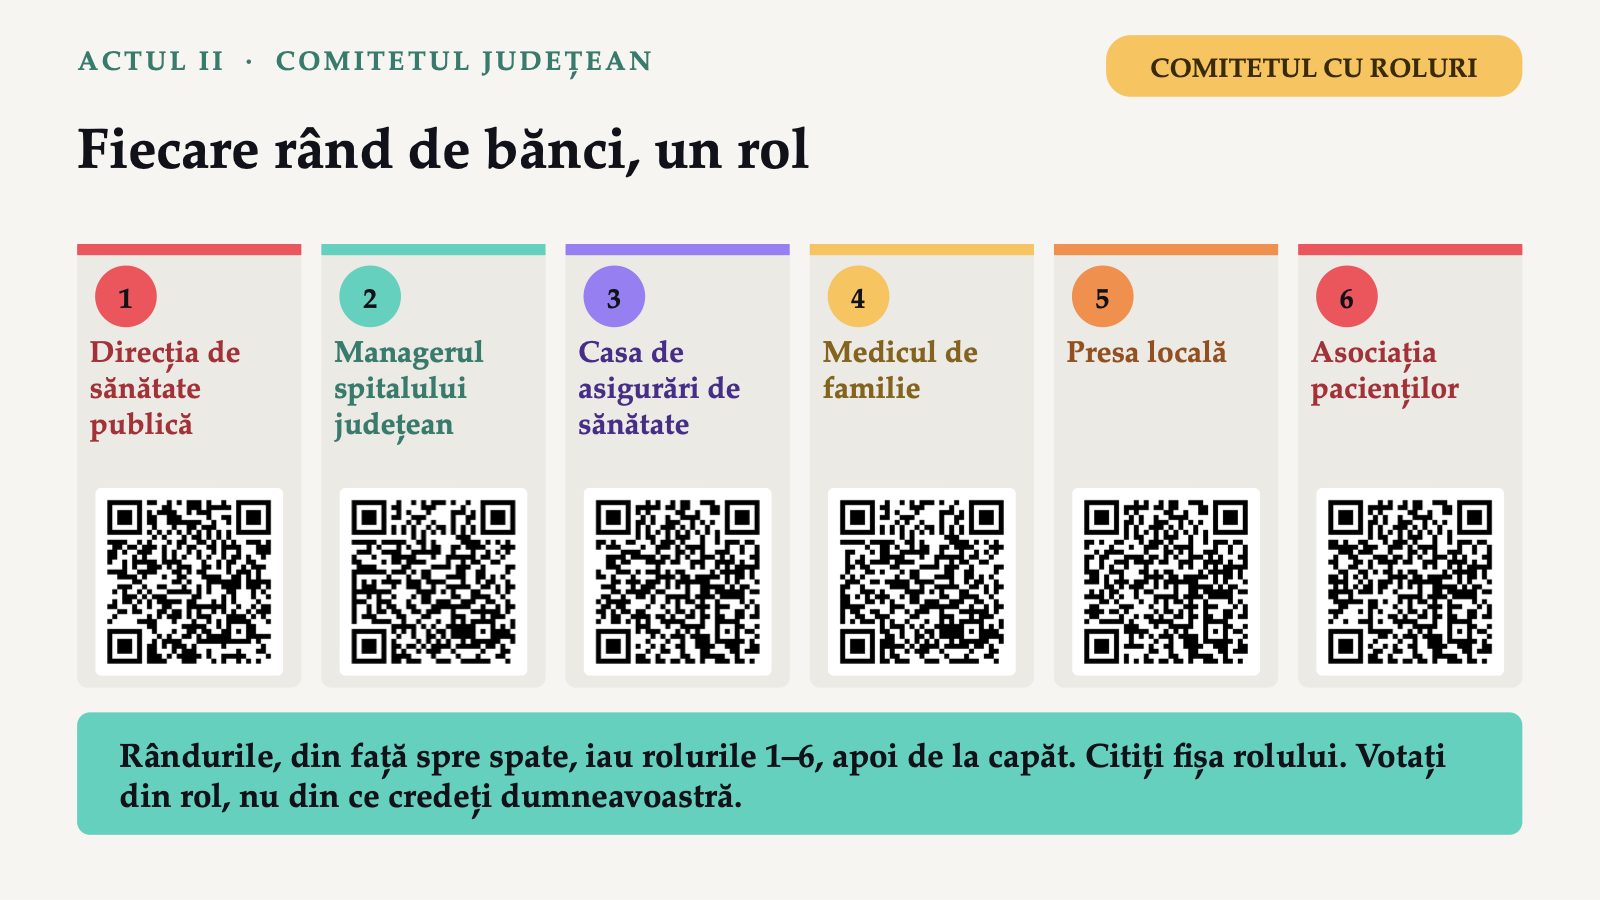 ACTUL II · COMITETUL JUDEȚEAN
COMITETUL CU ROLURI
Fiecare rând de bănci, un rol
1
Direcția de
sănătate
publică
2
Managerul
spitalului
județean
3
Casa de
asigurări de
sănătate
4
Medicul de
familie
5
Presa locală
6
Asociația
pacienților
Rândurile, din față spre spate, iau rolurile 1–6, apoi de la capăt. Citiți fișa rolului. Votați
din rol, nu din ce credeți dumneavoastră.